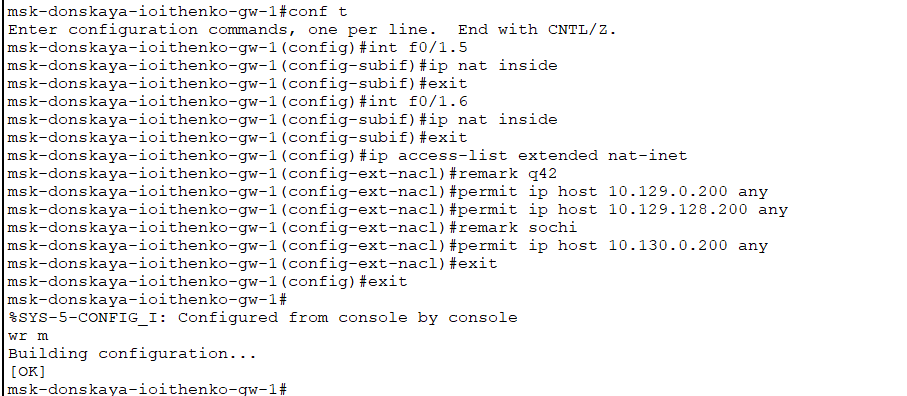 msk-donskaya-ioithenko-gw-1#conf t
Enter configuration commands, one per line.  End with CNTL/Z.
msk-donskaya-ioithenko-gw-1(config)#int f0/1.5
msk-donskaya-ioithenko-gw-1(config-subif)#ip nat inside
msk-donskaya-ioithenko-gw-1(config-subif)#exit
msk-donskaya-ioithenko-gw-1(config)#int f0/1.6
msk-donskaya-ioithenko-gw-1(config-subif)#ip nat inside
msk-donskaya-ioithenko-gw-1(config-subif)#exit
msk-donskaya-ioithenko-gw-1(config)#ip access-list extended nat-inet
msk-donskaya-ioithenko-gw-1(config-ext-nacl)#remark q42
msk-donskaya-ioithenko-gw-1(config-ext-nacl)#permit ip host 10.129.0.200 any
msk-donskaya-ioithenko-gw-1(config-ext-nacl)#permit ip host 10.129.128.200 any
msk-donskaya-ioithenko-gw-1(config-ext-nacl)#remark sochi
msk-donskaya-ioithenko-gw-1(config-ext-nacl)#permit ip host 10.130.0.200 any
msk-donskaya-ioithenko-gw-1(config-ext-nacl)#exit
msk-donskaya-ioithenko-gw-1(config)#exit
msk-donskaya-ioithenko-gw-1#
%SYS-5-CONFIG_I: Configured from console by console
wr m
Building configuration...
[OK]
msk-donskaya-ioithenko-gw-1#